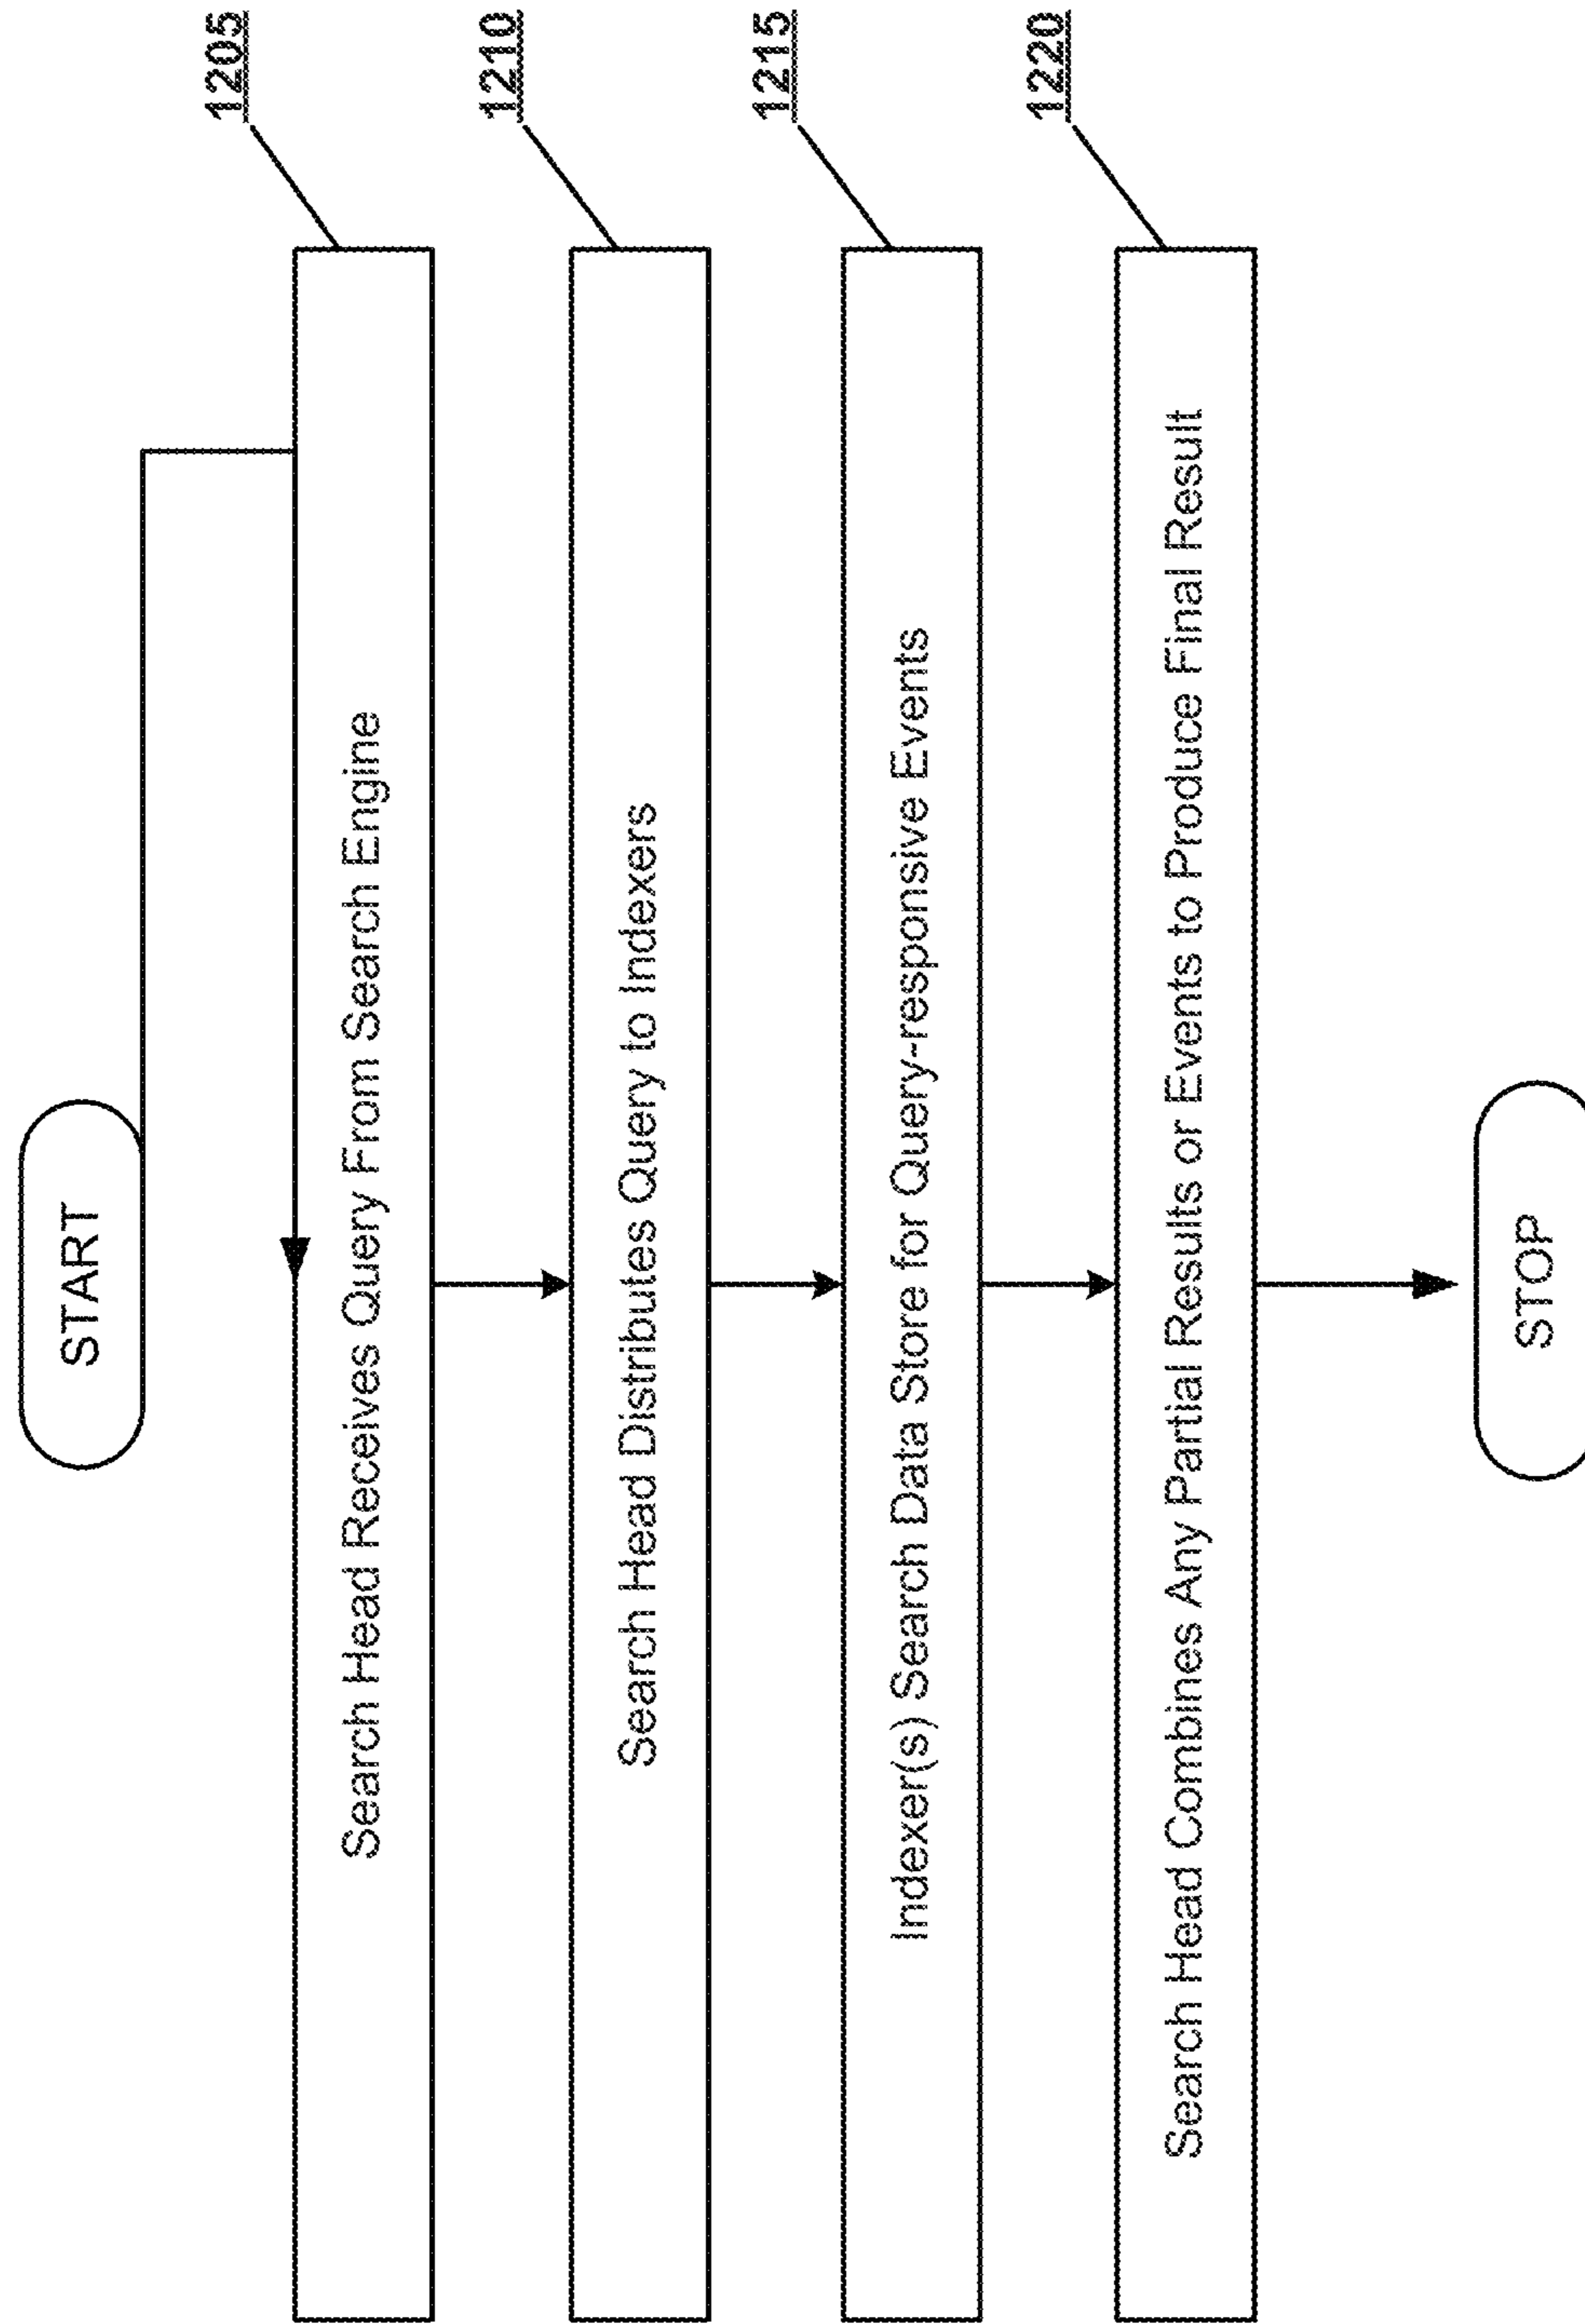 START
1205
Search Head Receives Query From Search Engine
1210
Search Head Distributes Query to Indexers
1215
Indexer(s) Search Data Store for Query-responsive Events
1220
Search Head Combines Any Partial Results or Events to Produce Final Result
STOP